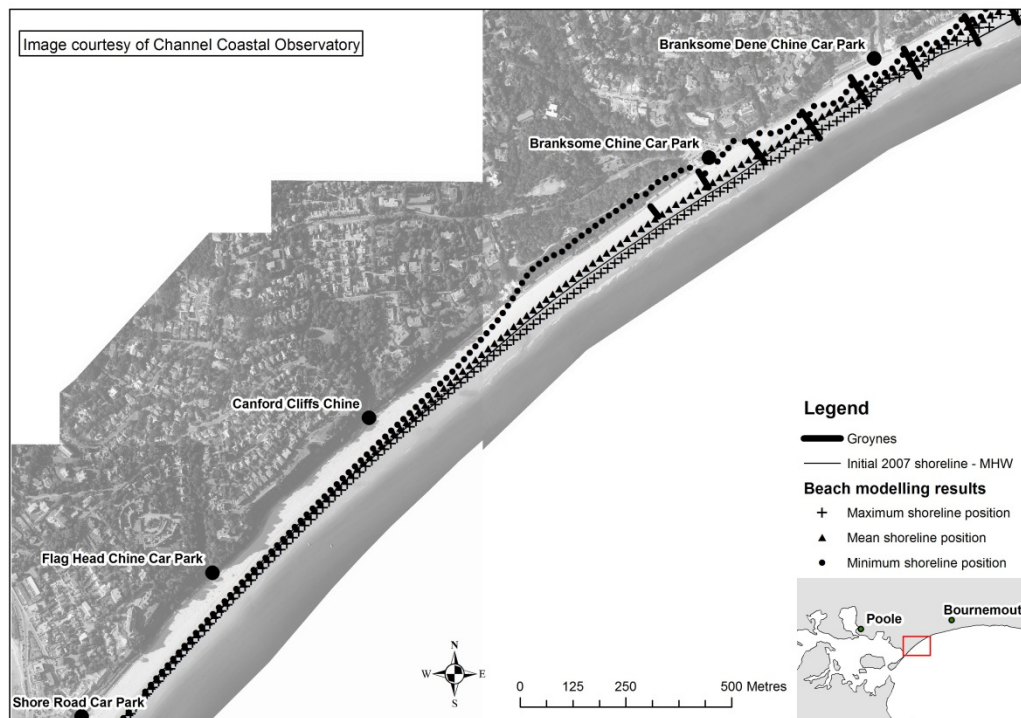 Image courtesy of Channel Coastal Observatory
Branksome Dene Chine Car Park
Branksome Chine Car Park
Canford Cliffs Chine
Flag Head Chine Car Park
Shore Road Car Park
N
W E
S
0 125 250 500 Metres
Legend
Groynes
Initial 2007 shoreline - MHW
Beach modelling results
Maximum shoreline position
Mean shoreline position
Minimum shoreline position
Poole
Bournemout